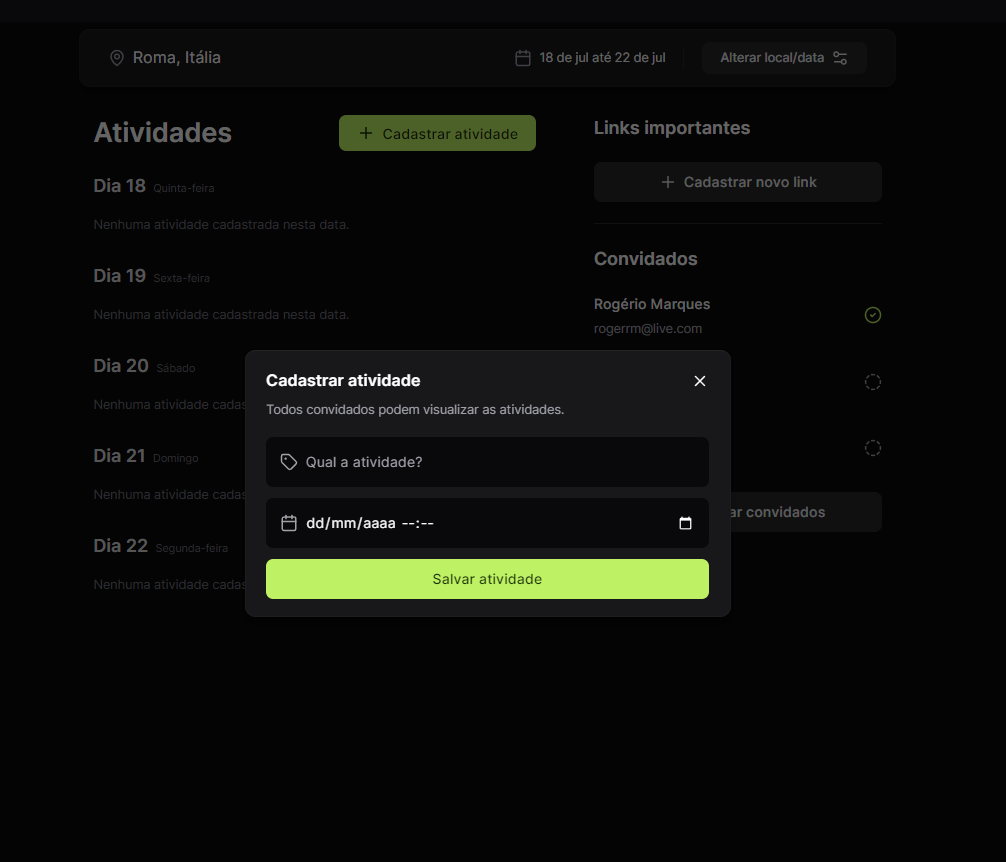 Roma, Itália
18 de jul até 22 de jul
Alterar local/data
Atividades
Cadastrar atividade
Dia 18 Quinta-feira
Nenhuma atividade cadastrada nesta data.
Dia 19 Sexta-feira
Nenhuma atividade cadastrada nesta data.
Dia 20 Sábado
Nenhuma atividade cadas
Dia 21 Domingo
Nenhuma atividade cadas
Dia 22 Segunda-feira
Nenhuma atividade cadas
Links importantes
Cadastrar novo link
Convidados
Rogério Marques
rogerrm@live.com
ar convidados
Cadastrar atividade
Todos convidados podem visualizar as atividades.
Qual a atividade?
dd/mm/aaaa --:--
Salvar atividade